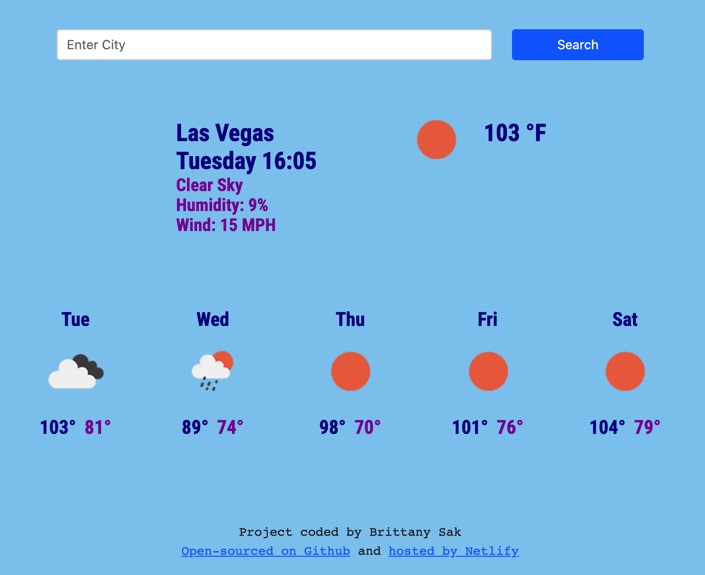 Enter City
Search
Las Vegas
Tuesday 16:05
Clear Sky
Humidity: 9%
Wind: 15 MPH
103 °F
Tue Wed Thu Fri Sat
103° 81° 89° 74° 98° 70° 101° 76° 104° 79°
Project coded by Brittany Sak
Open-sourced on Github and hosted by Netlify